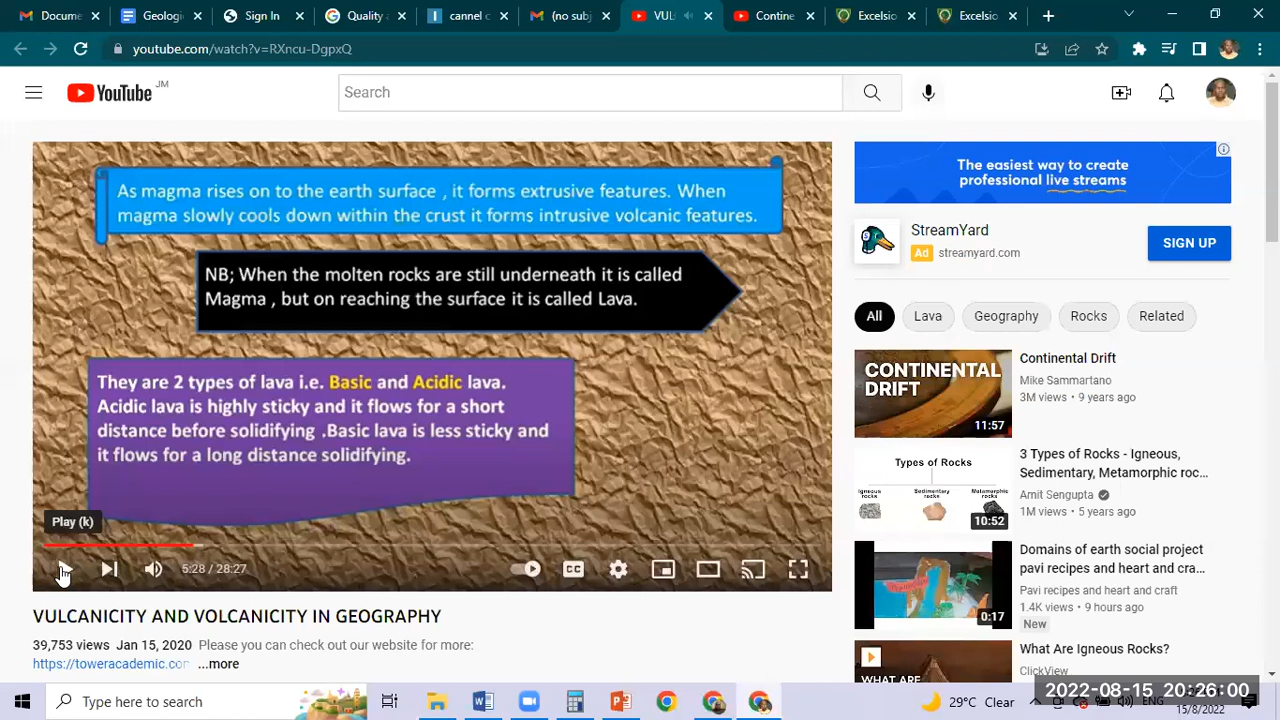 Docume
Geologi
Sign In
Quality a
cannel c
(no subj
VUL
Contine
Excelsio
Excelsio
youtube.com/watch?v=RXncu-DgpxQ
YouTube JM
Search
As magma rises on to the earth surface , it forms extrusive features. When
magma slowly cools down within the crust it forms intrusive volcanic features.
NB; When the molten rocks are still underneath it is called
Magma , but on reaching the surface it is called Lava.
They are 2 types of lava i.e. Basic and Acidic lava.
Acidic lava is highly sticky and it flows for a short
distance before solidifying .Basic lava is less sticky and
it flows for a long distance solidifying.
Play (k)
5:28 / 28:27
CC
VULCANICITY AND VOLCANICITY IN GEOGRAPHY
39,753 views Jan 15, 2020 Please you can check out our website for more:
https://toweracademic.com ...more
The easiest way to create
professional live streams
StreamYard
Ad streamyard.com
SIGN UP
All
Lava
Geography
Rocks
Related
CONTINENTAL
DRIFT
11:57
Continental Drift
Mike Sammartano
3M views • 9 years ago
Types of Rocks
Igneous
rocks
Sedimentary
rocks
Metamorphic
rocks
10:52
3 Types of Rocks - Igneous,
Sedimentary, Metamorphic roc...
Amit Sengupta
1M views • 5 years ago
0:17
Domains of earth social project
pavi recipes and heart and cra...
Pavi recipes and heart and craft
1.4K views • 9 hours ago
New
WHAT ARE
What Are Igneous Rocks?
ClickView
Type here to search
29°C Clear
2022-08-15 20:26:00
15/8/2022